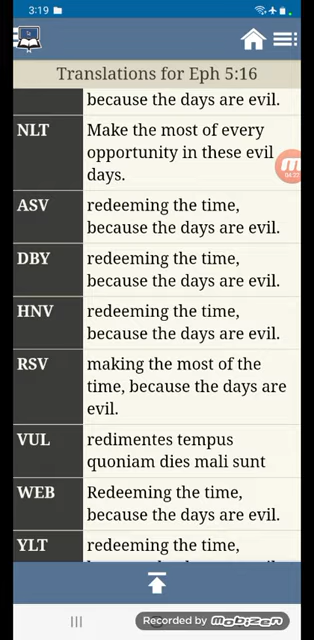 3:19
Translations for Eph 5:16
because the days are evil.
NLT
Make the most of every
opportunity in these evil
days.
ASV
redeeming the time,
because the days are evil.
DBY
redeeming the time,
because the days are evil.
HNV
redeeming the time,
because the days are evil.
RSV
making the most of the
time, because the days are
evil.
VUL
redimentes tempus
quoniam dies mali sunt
WEB
Redeeming the time,
because the days are evil.
YLT
redeeming the time,
Recorded by Mobizen